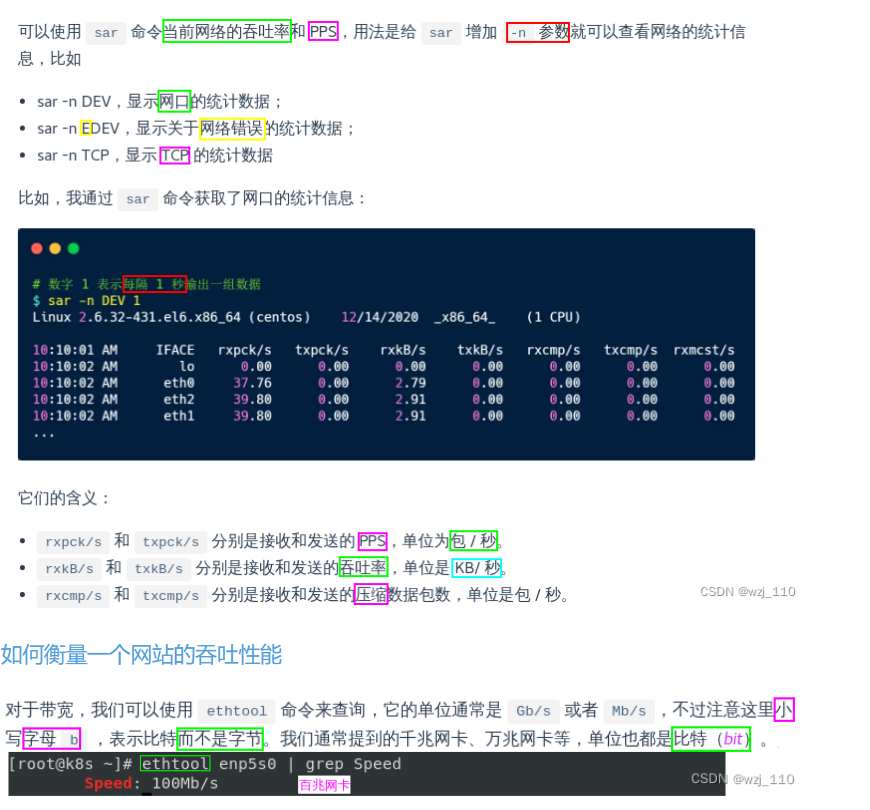 可以使用 sar 命令当前网络的吞吐率和 PPS，用法是给 sar 增加 -n 参数就可以查看网络的统计信
息，比如
• sar -n DEV，显示网口的统计数据；
• sar -n EDEV，显示关于网络错误的统计数据；
• sar -n TCP，显示 TCP 的统计数据
比如，我通过 sar 命令获取了网口的统计信息：
# 数字 1 表示每隔 1 秒输出一组数据
$ sar -n DEV 1
Linux 2.6.32-431.el6.x86_64 (centos) 12/14/2020 _x86_64_ (1 CPU)
10:10:01 AM IFACE rxpck/s txpck/s rxkB/s txkB/s rxcmp/s txcmp/s rxmcst/s
10:10:02 AM lo 0.00 0.00 0.00 0.00 0.00 0.00 0.00
10:10:02 AM eth0 37.76 0.00 2.79 0.00 0.00 0.00 0.00
10:10:02 AM eth2 39.80 0.00 2.91 0.00 0.00 0.00 0.00
10:10:02 AM eth1 39.80 0.00 2.91 0.00 0.00 0.00 0.00
...
它们的含义：
• rxpck/s 和 txpck/s 分别是接收和发送的 PPS，单位为包 / 秒。
• rxkB/s 和 txkB/s 分别是接收和发送的吞吐率，单位是 KB/ 秒。
• rxcmp/s 和 txcmp/s 分别是接收和发送的压缩数据包数，单位是包 / 秒。
CSDN @wzj_110
如何衡量一个网站的吞吐性能
对于带宽，我们可以使用 ethtool 命令来查询，它的单位通常是 Gb/s 或者 Mb/s ，不过注意这里小
写字母 b ，表示比特而不是字节。我们通常提到的千兆网卡、万兆网卡等，单位也都是比特（bit）。
[root@k8s ~]# ethtool enp5s0 | grep Speed
Speed: 100Mb/s 百兆网卡
CSDN @wzj_110